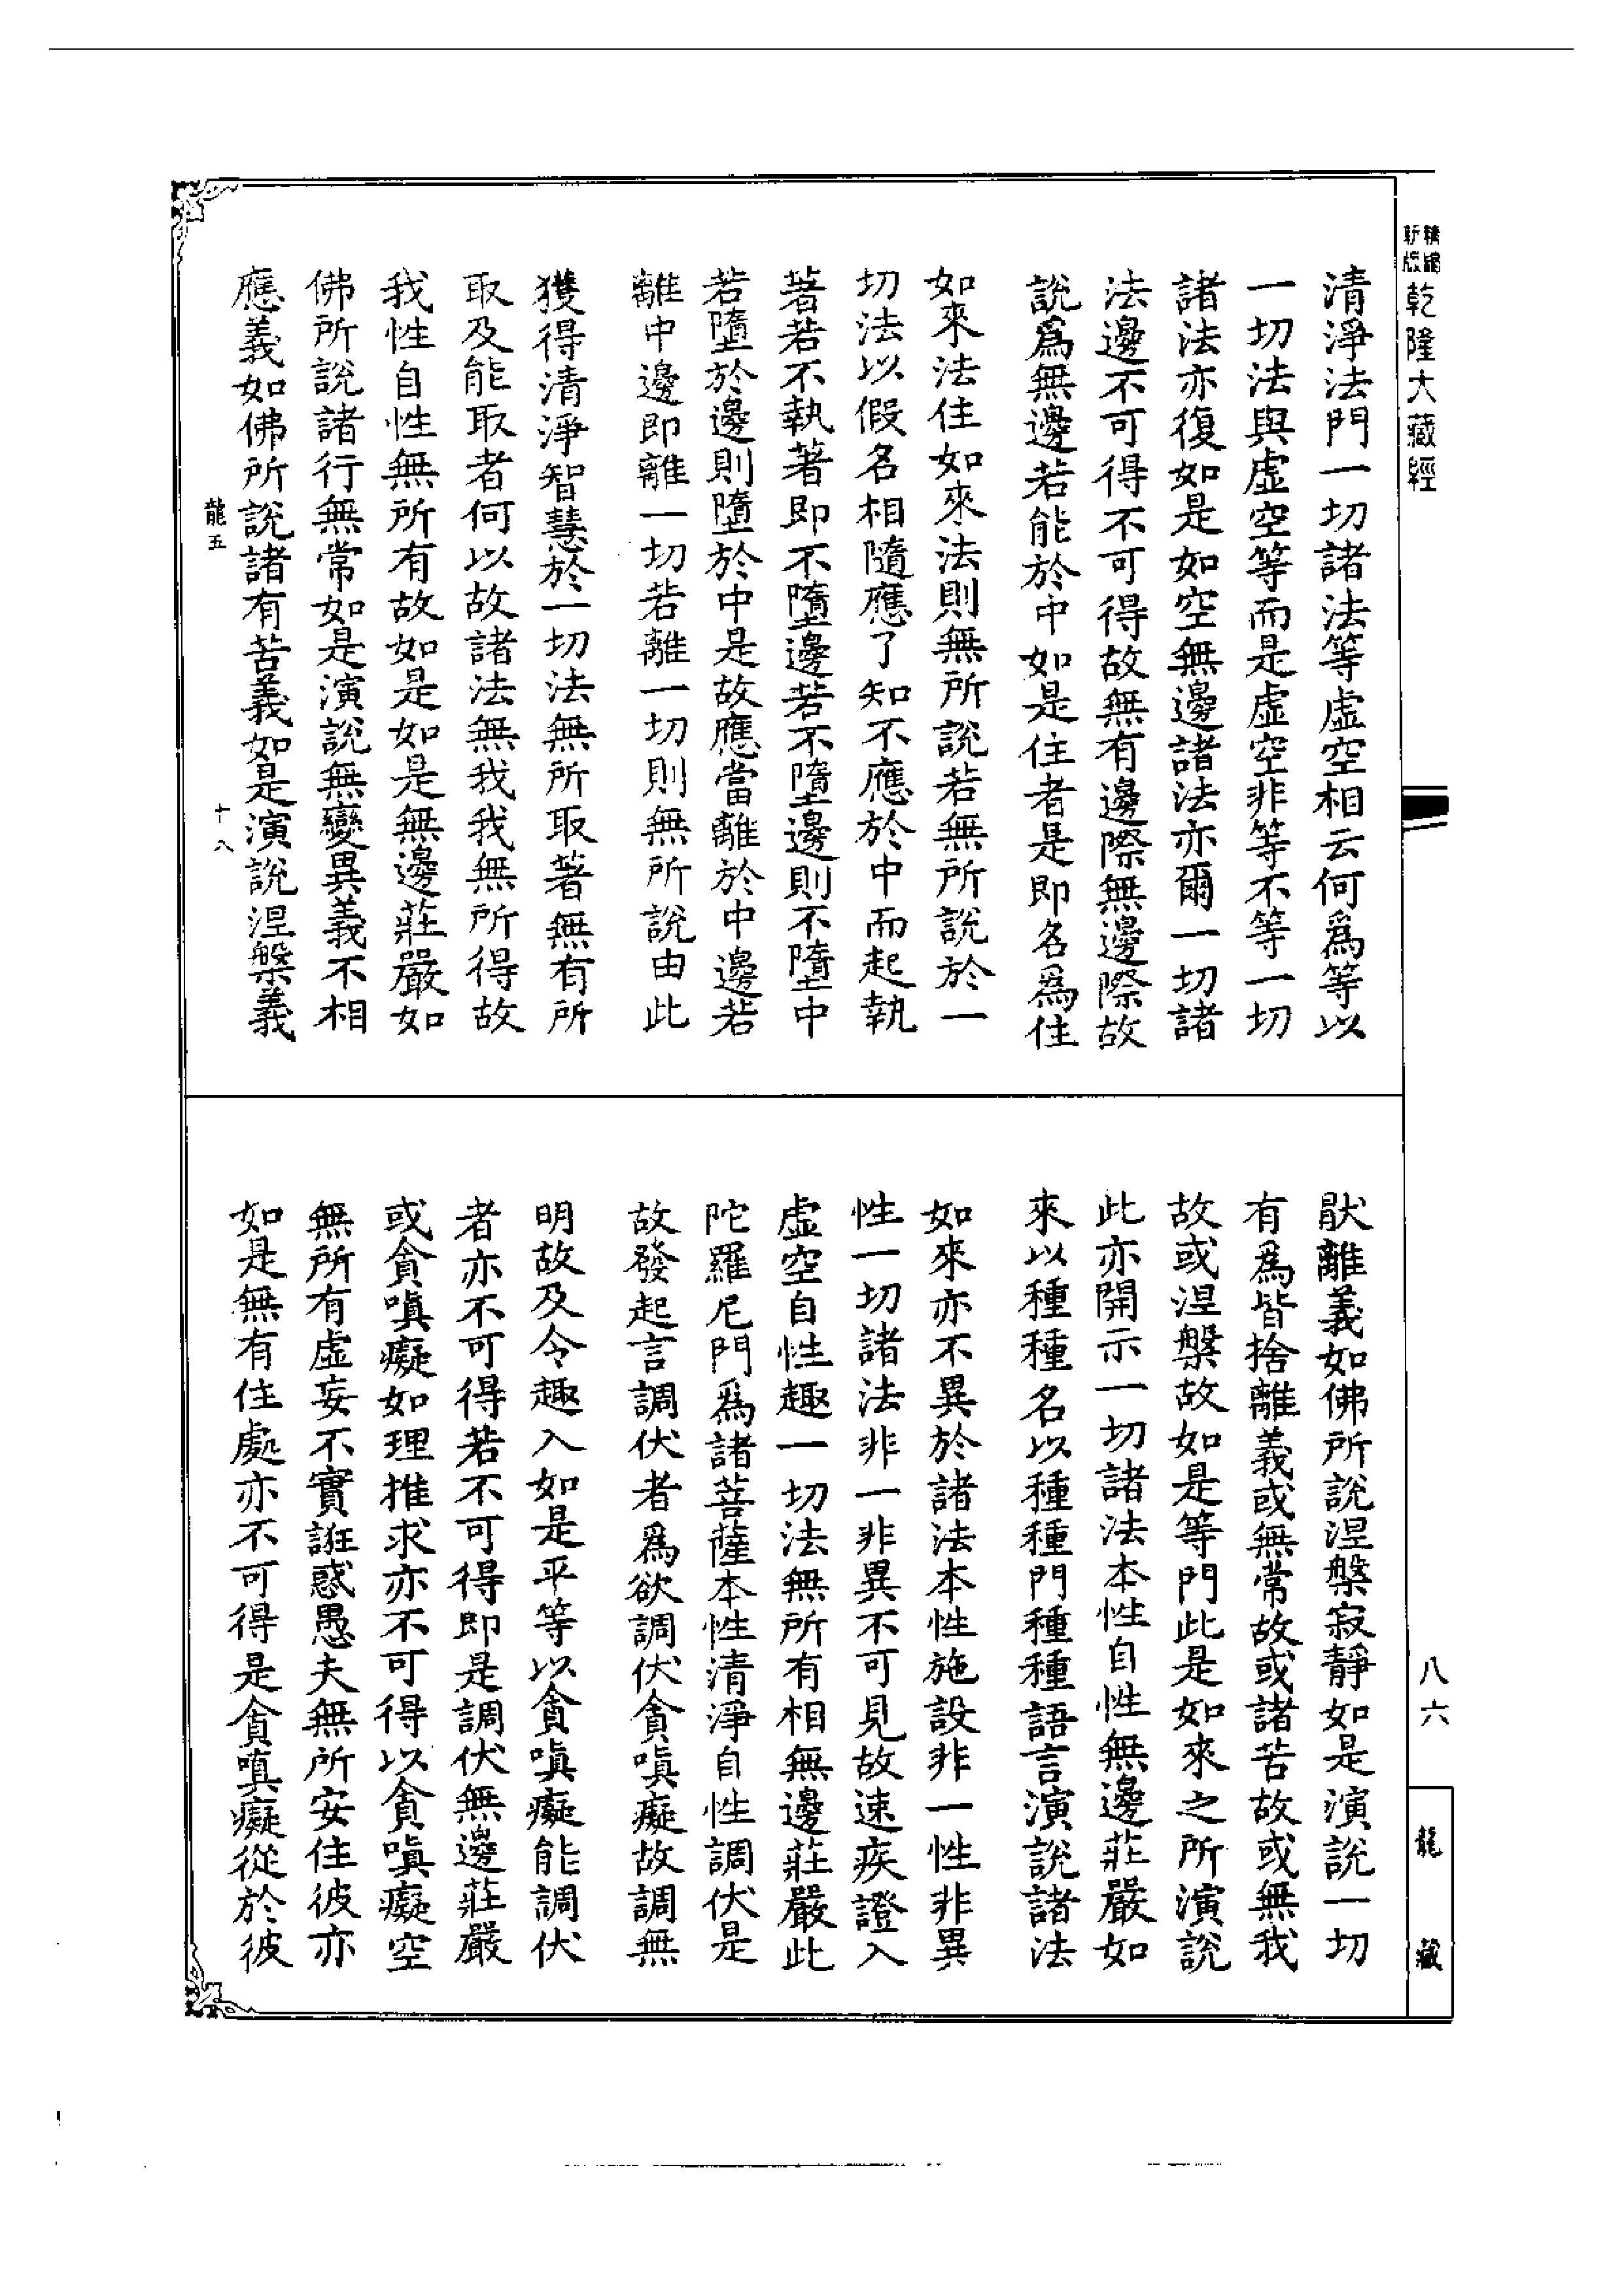 精縮
新版
乾隆大藏經
清淨法門一切諸法等虛空相云何爲等以
一切法與虛空等而是虛空非等不等一切
諸法亦復如是如空無邊諸法亦爾一切諸
法邊不可得不可得故無有邊際無邊際故
說爲無邊若能於中如是住者是即名爲住
如來法住如來法則無所說若無所說於一
切法以假名相隨應了知不應於中而起執
著若不執著即不墮邊若不墮邊則不墮中
若墮於邊則墮於中是故應當離於中邊若
離中邊即離一切若離一切則無所說由此
獲得清淨智慧於一切法無所取著無有所
取及能取者何以故諸法無我我無所得故
我性自性無所有故如是如是無邊莊嚴如
佛所說諸行無常如是演說無變異義不相
應義如佛所說諸有苦義如是演說涅槃義
龍五
十八
猒離義如佛所說涅槃寂靜如是演說一切
有爲皆捨離義或無常故或諸苦故或無我
故或涅槃故如是等門此是如來之所演說
此亦開示一切諸法本性自性無邊莊嚴如
來以種種名以種種門種種語言演說諸法
如來亦不異於諸法本性施設非一性非異
性一切諸法非一非異不可見故速疾證入
虛空自性趣一切法無所有相無邊莊嚴此
陀羅尼門爲諸菩薩本性清淨自性調伏是
故發起言調伏者爲欲調伏貪嗔癡故調無
明故及令趣入如是平等以貪嗔癡能調伏
者亦不可得若不可得即是調伏無邊莊嚴
或貪嗔癡如理推求亦不可得以貪嗔癡空
無所有虛妄不實誑惑愚夫無所安住彼亦
如是無有住處亦不可得是貪嗔癡從於彼
八六
龍藏